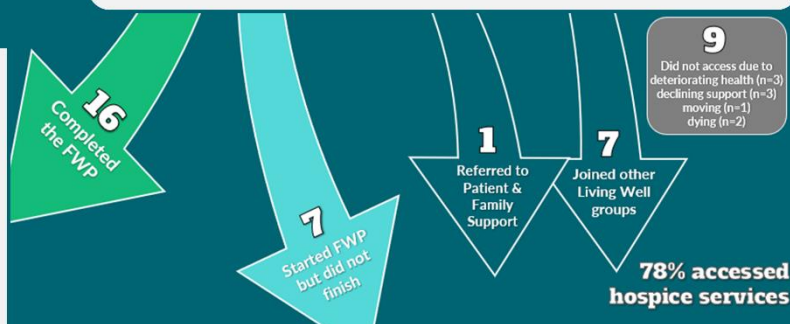 16
Completed
the FWP
7
Started FWP
but did not
finish
1
Referred to
Patient &
Family
Support
7
Joined other
Living Well
groups
9
Did not access due to
deteriorating health (n=3)
declining support (n=3)
moving (n=1)
dying (n=2)
78% accessed
hospice services